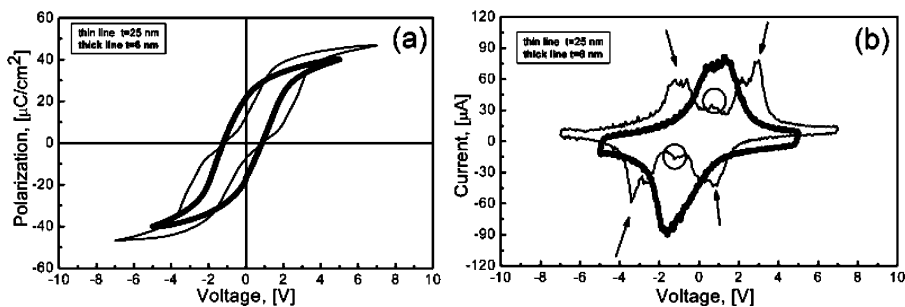 thin line t=25 nm
thick line t=6 nm
(a)
Polarization, [μC/cm²]
60
40
20
0
-20
-40
-60
-10 -8 -6 -4 -2 0 2 4 6 8 10
Voltage, [V]
thin line t=25 nm
thick line t=6 nm
(b)
Current, [μA]
120
90
60
30
0
-30
-60
-90
-120
-10 -8 -6 -4 -2 0 2 4 6 8 10
Voltage, [V]